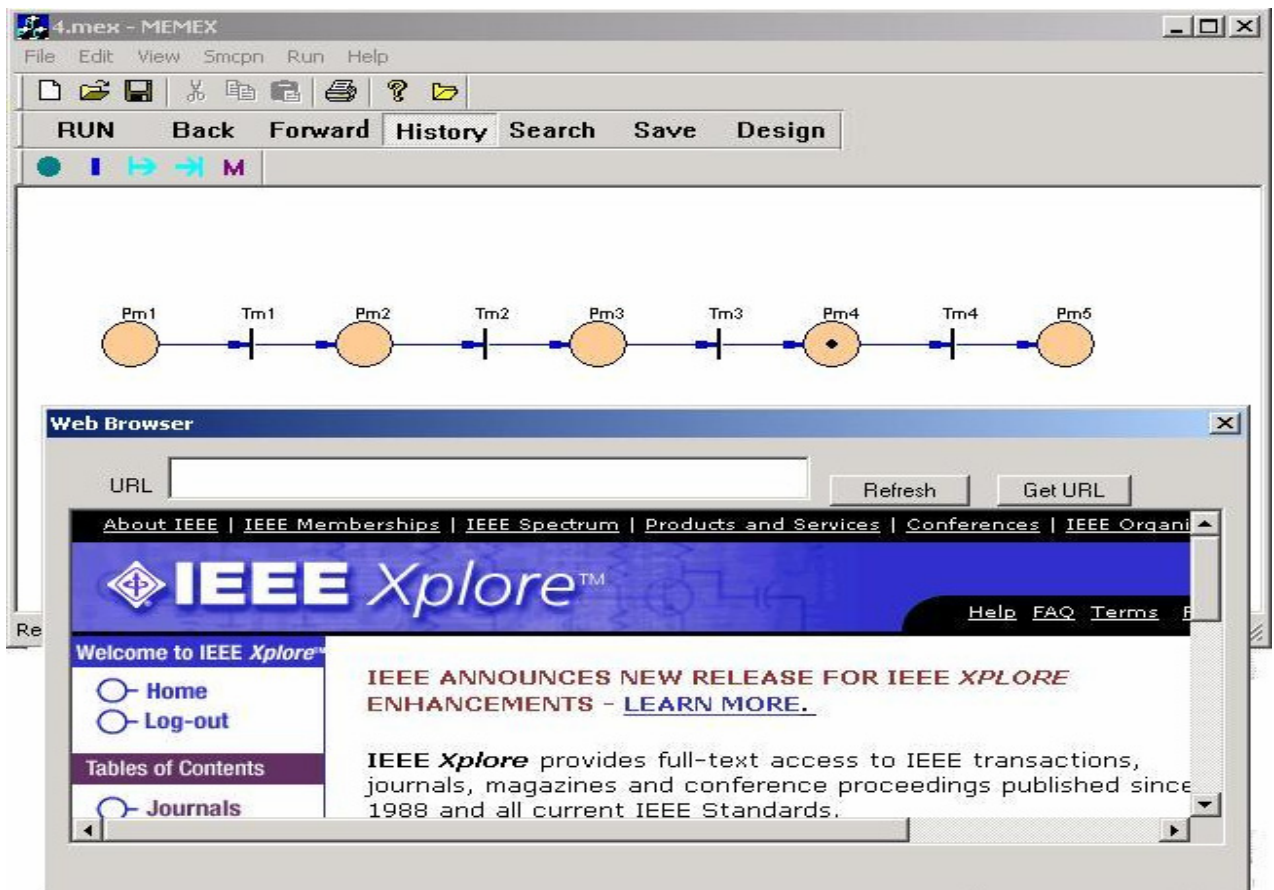 4.mex - MEMEX
File Edit View Smcpn Run Help
RUN Back Forward History Search Save Design
M
Pm1 Tm1 Pm2 Tm2 Pm3 Tm3 Pm4 Tm4 Pm5
Web Browser
URL Refresh Get URL
About IEEE | IEEE Memberships | IEEE Spectrum | Products and Services | Conferences | IEEE Organi
IEEE Xplore™
Help FAQ Terms
Re
Welcome to IEEE Xplore™
Home
Log-out
Tables of Contents
Journals
IEEE ANNOUNCES NEW RELEASE FOR IEEE XPLORE
ENHANCEMENTS - LEARN MORE.
IEEE Xplore provides full-text access to IEEE transactions,
journals, magazines and conference proceedings published since
1988 and all current IEEE Standards.